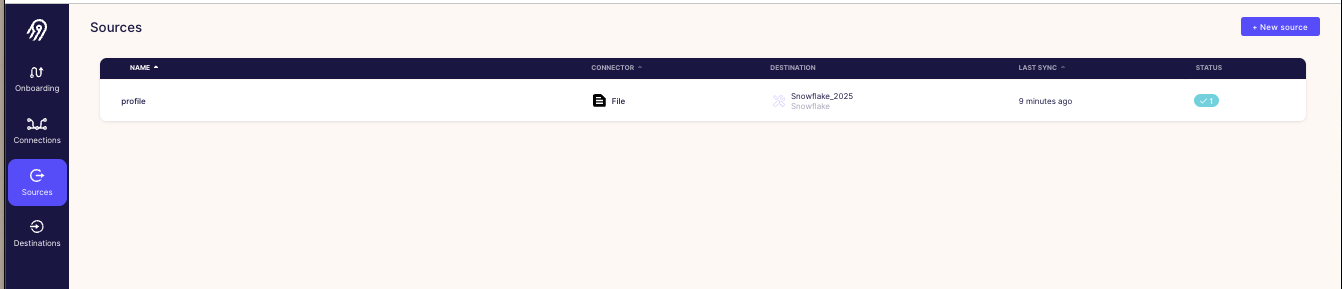 Sources
+ New source
Onboarding
Connections
Sources
Destinations
NAME CONNECTOR DESTINATION LAST SYNC STATUS
profile File Snowflake_2025 9 minutes ago 1
Snowflake